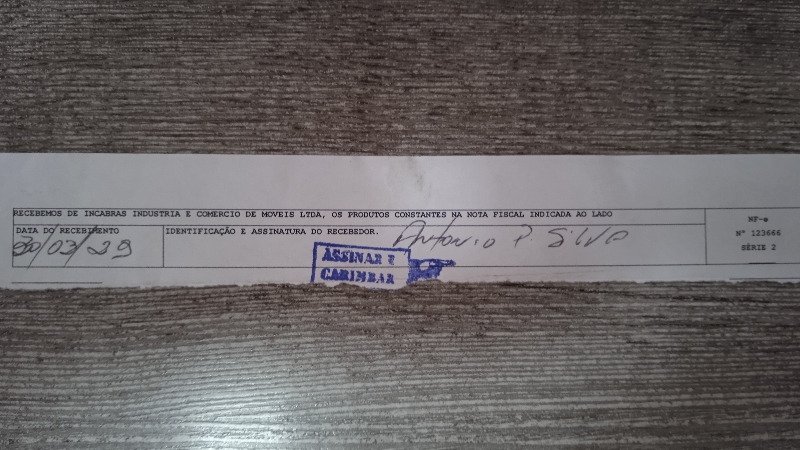 RECEBEMOS DE INCABRAS INDUSTRIA E COMERCIO DE MOVEIS LTDA, OS PRODUTOS CONSTANTES NA NOTA FISCAL INDICADA AO LADO
DATA DO RECEBIMENTO
/03/
IDENTIFICAÇÃO E ASSINATURA DO RECEBEDOR.
Antonio P. Silva
ASSINAR E
CARIMBAR
NF-e
N° 123666
SÉRIE 2